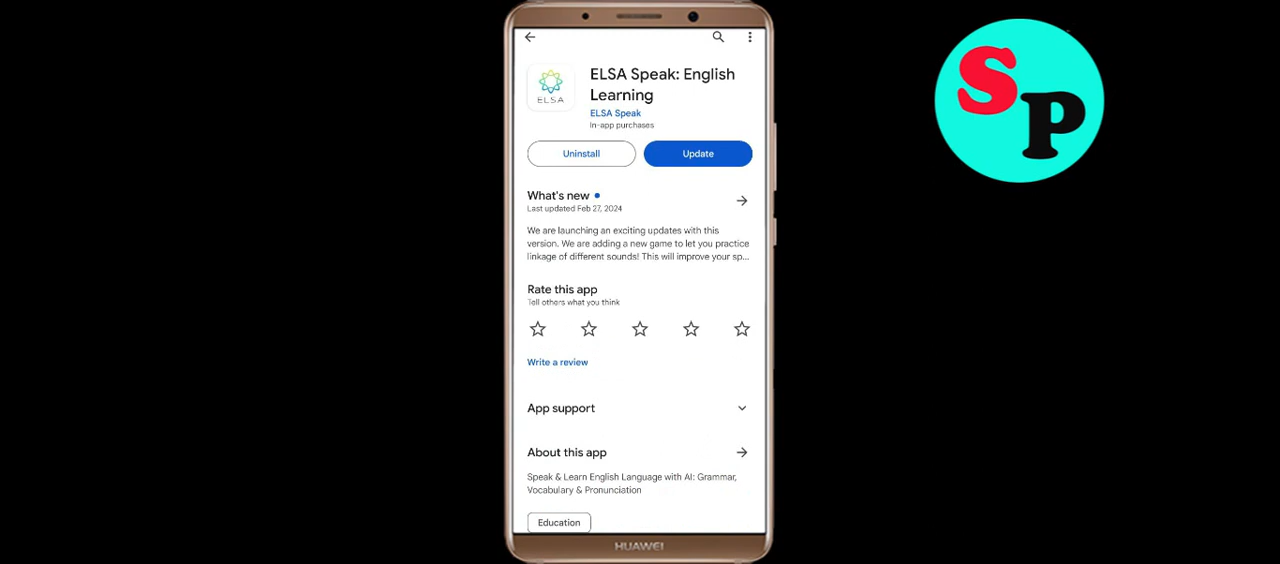 ELSA
ELSA Speak: English
Learning
ELSA Speak
In-app purchases
Uninstall
Update
What's new
Last updated Feb 27, 2024
We are launching an exciting updates with this
version. We are adding a new game to let you practice
linkage of different sounds! This will improve your sp...
Rate this app
Tell others what you think
Write a review
App support
About this app
Speak & Learn English Language with AI: Grammar,
Vocabulary & Pronunciation
Education
HUAWEI
SP